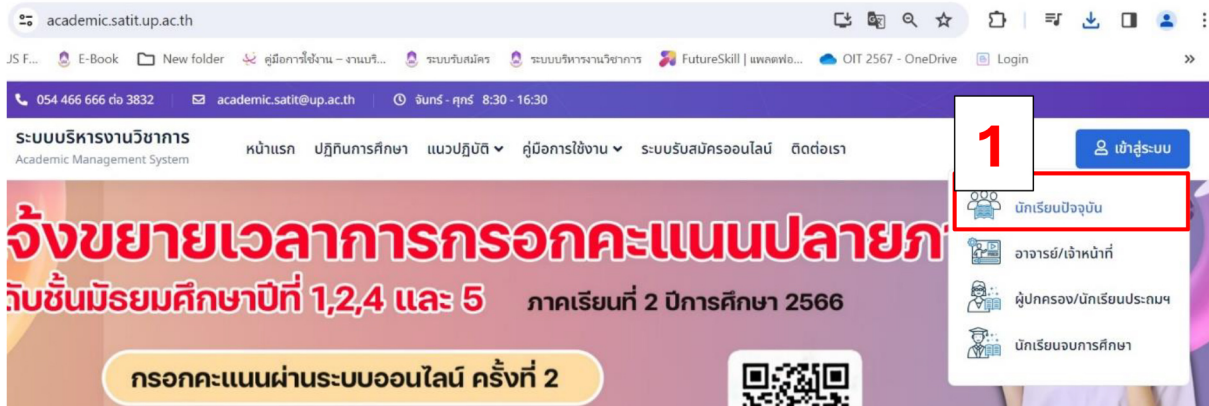 academic.satit.up.ac.th
JS F... E-Book New folder คู่มือการใช้งาน – งานบริ... ระบบรับสมัคร ระบบบริหารงานวิชาการ FutureSkill | แพลตฟอ... OIT 2567 - OneDrive Login »
054 466 666 ต่อ 3832 academic.satit@up.ac.th จันทร์ - ศุกร์ 8:30 - 16:30
ระบบบริหารงานวิชาการ
Academic Management System
หน้าแรก ปฏิทินการศึกษา แนวปฏิบัติ คู่มือการใช้งาน ระบบรับสมัครออนไลน์ ติดต่อเรา
1
เข้าสู่ระบบ
นักเรียนปัจจุบัน
อาจารย์/เจ้าหน้าที่
ผู้ปกครอง/นักเรียนประถมฯ
นักเรียนจบการศึกษา
จ้งขยายเวลาการกรอกคะแนนปลายภา
ดับชั้นมัธยมศึกษาปีที่ 1,2,4 และ 5 ภาคเรียนที่ 2 ปีการศึกษา 2566
กรอกคะแนนผ่านระบบออนไลน์ ครั้งที่ 2